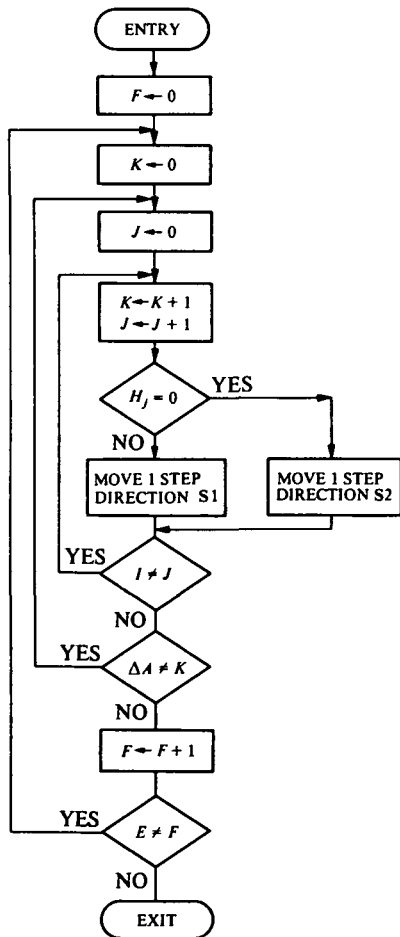 ENTRY
F ← 0
K ← 0
J ← 0
K ← K + 1
J ← J + 1
H_j = 0
YES
NO
MOVE 1 STEP
DIRECTION S1
MOVE 1 STEP
DIRECTION S2
YES
I ≠ J
NO
YES
ΔA ≠ K
NO
F ← F + 1
YES
E ≠ F
NO
EXIT